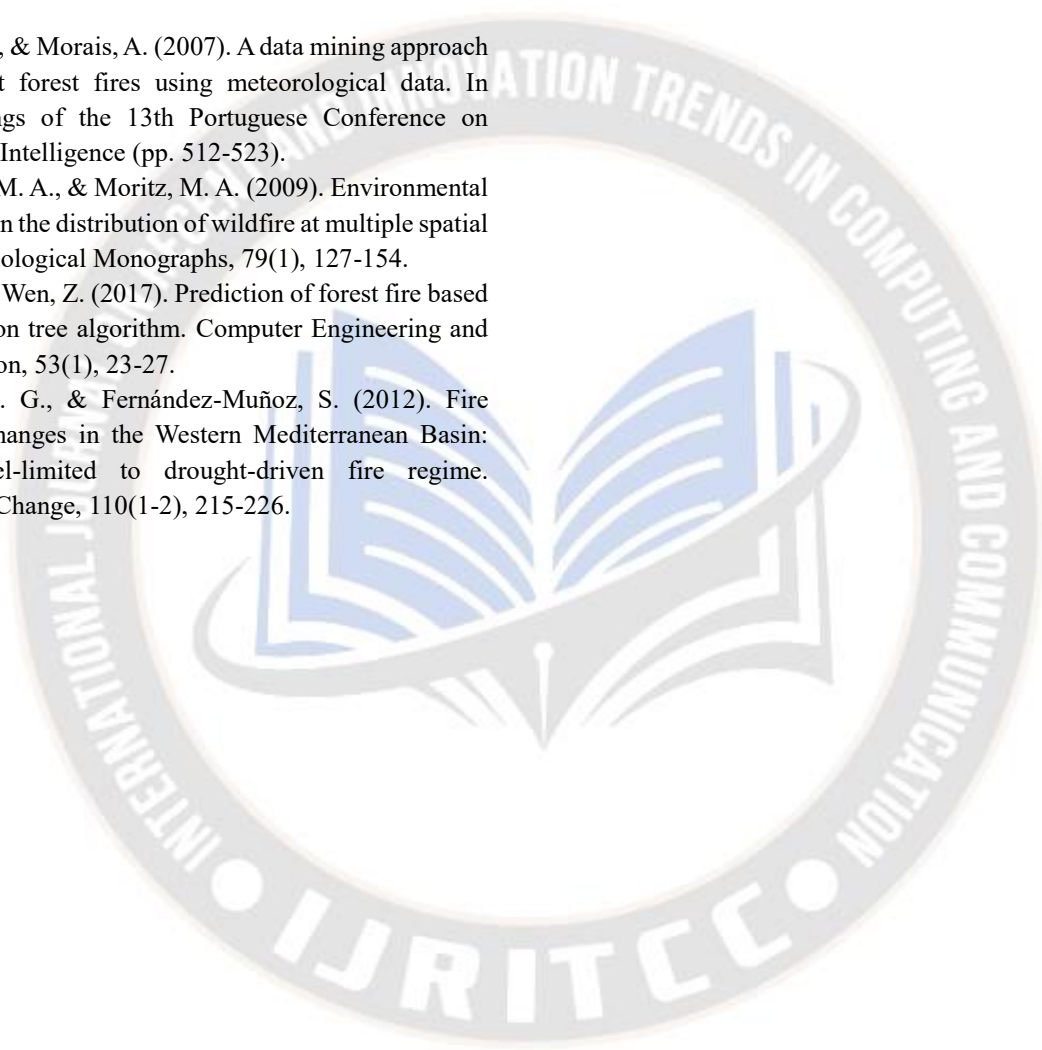 , & Morais, A. (2007). A data mining approach
t forest fires using meteorological data. In
ngs of the 13th Portuguese Conference on
Intelligence (pp. 512-523).
M. A., & Moritz, M. A. (2009). Environmental
n the distribution of wildfire at multiple spatial
ological Monographs, 79(1), 127-154.
Wen, Z. (2017). Prediction of forest fire based
on tree algorithm. Computer Engineering and
on, 53(1), 23-27.
. G., & Fernández-Muñoz, S. (2012). Fire
hanges in the Western Mediterranean Basin:
el-limited to drought-driven fire regime.
Change, 110(1-2), 215-226.
INTERNATIONAL JOURNAL ON RECENT AND INNOVATION TRENDS IN COMPUTING AND COMMUNICATION
IJRITCC